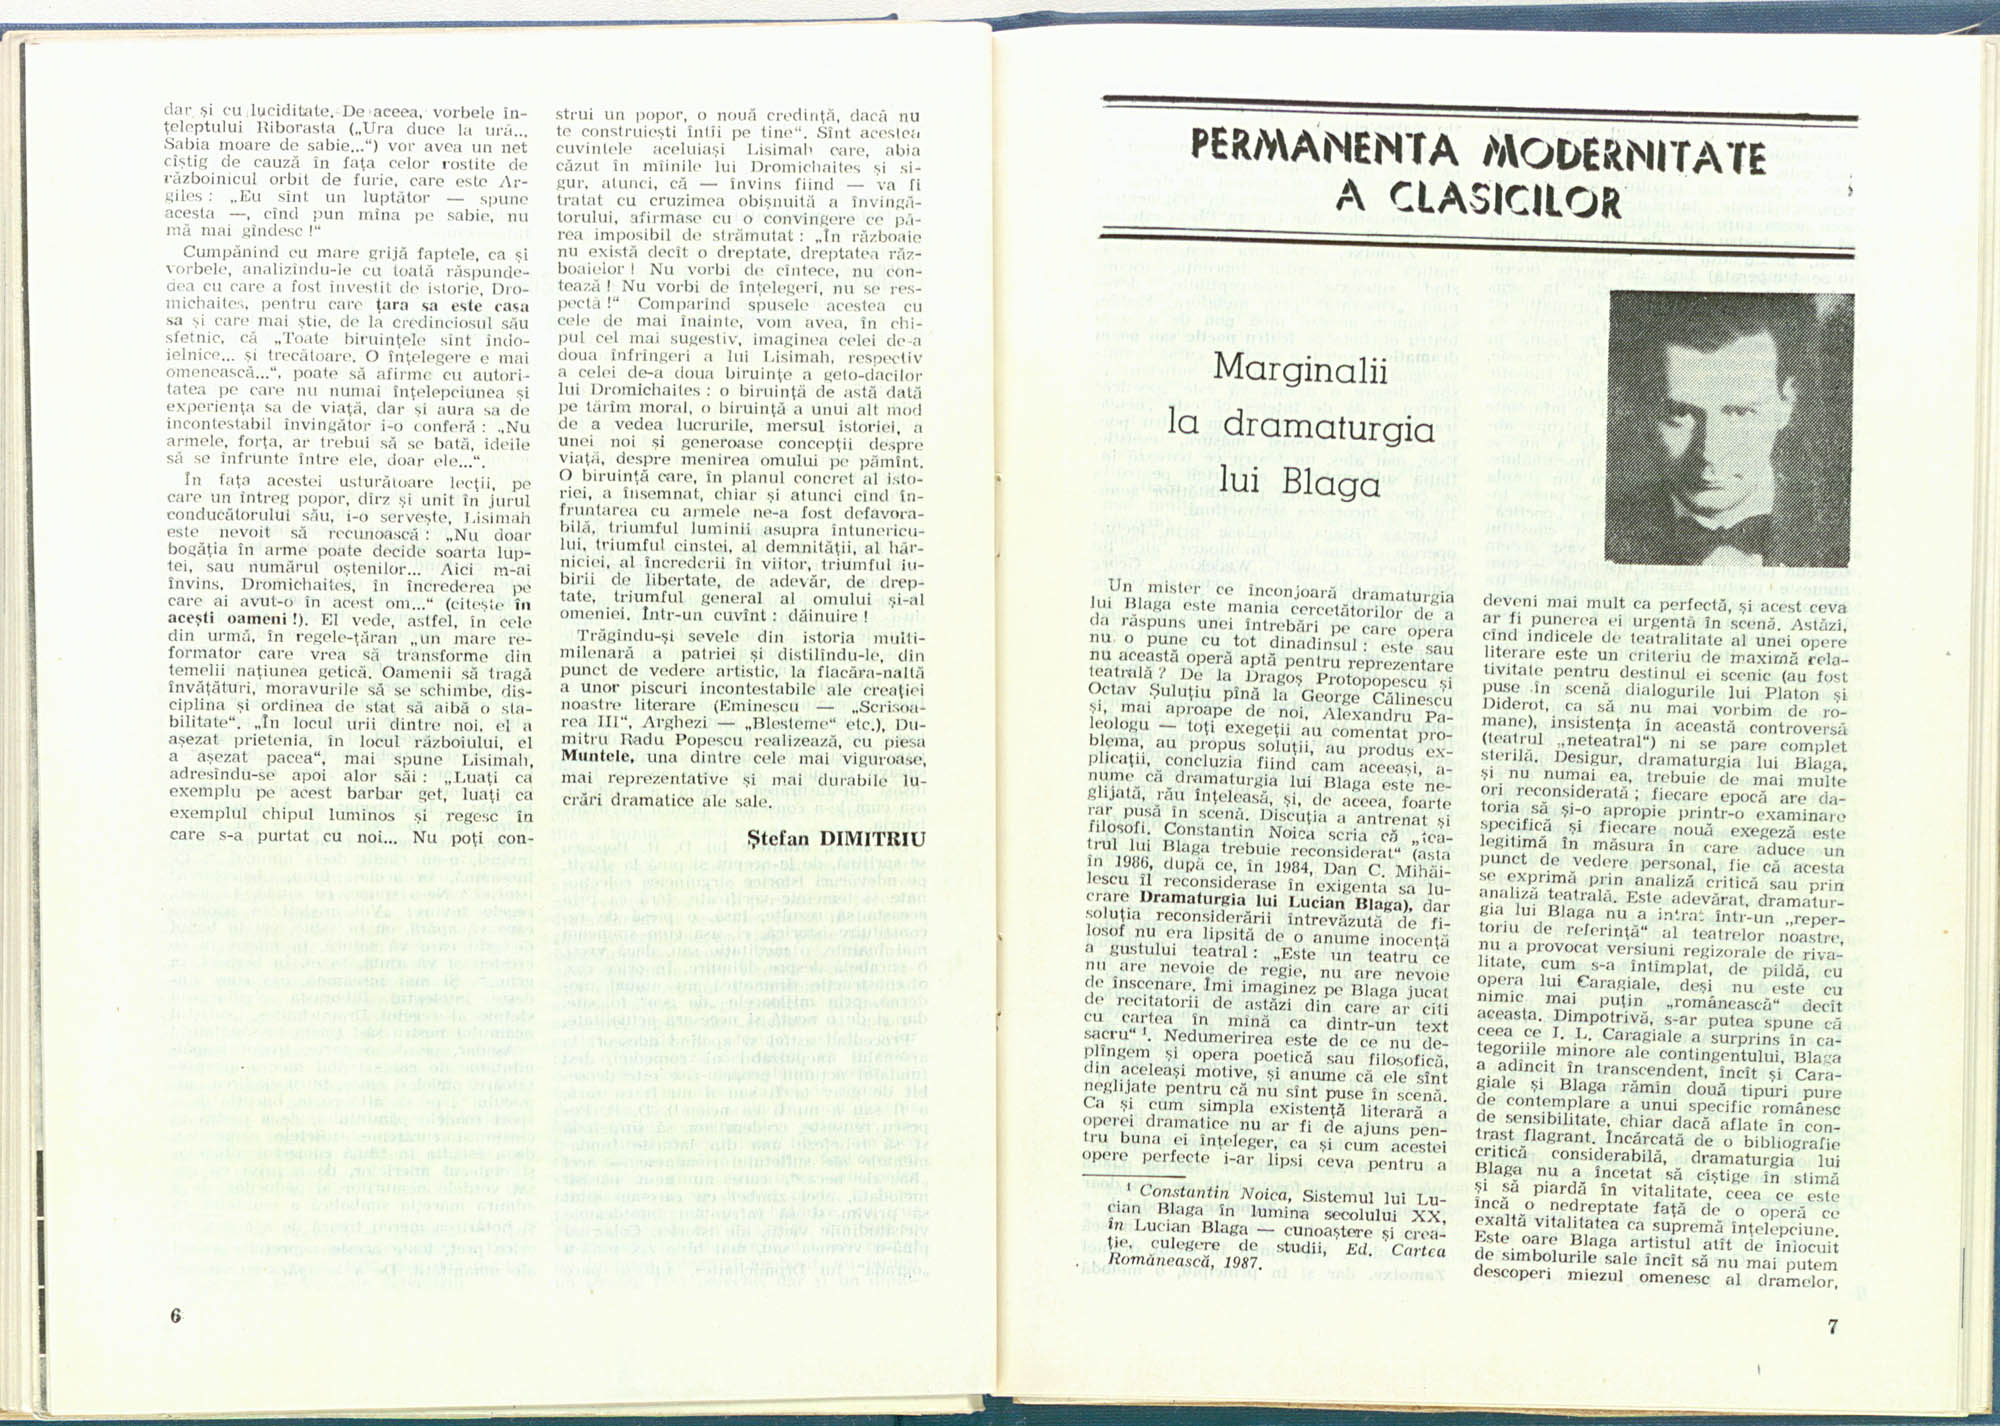 dar și cu luciditate. De aceea, vorbele în-
țeleptului Riborasta („Ura duce la ură...
Sabia moare de sabie...“) vor avea un net
cîștig de cauză în fața celor rostite de
războinicul orbit de furie, care este Ar-
giles : „Eu sînt un luptător — spune
acesta —, cînd pun mîna pe sabie, nu
mă mai gîndesc !“
Cumpănind cu mare grijă faptele, ca și
vorbele, analizîndu-le cu toată răspunde-
dea cu care a fost investit de istorie, Dro-
michaites, pentru care țara sa este casa
sa și care mai știe, de la credinciosul său
sfetnic, că „Toate biruințele sînt îndo-
ielnice... și trecătoare. O înțelegere e mai
omenească...“, poate să afirme cu autori-
tatea pe care nu numai înțelepciunea și
experiența sa de viață, dar și aura sa de
incontestabil învingător i-o conferă : „Nu
armele, forța, ar trebui să se bată, ideile
să se înfrunte între ele, doar ele...“.
În fața acestei usturătoare lecții, pe
care un întreg popor, dîrz și unit în jurul
conducătorului său, i-o servește, Lisimah
este nevoit să recunoască : „Nu doar
bogăția în arme poate decide soarta lup-
tei, sau numărul oștenilor... Aici m-ai
învins, Dromichaites, în încrederea pe
care ai avut-o în acest om...“ (citește în
acești oameni !). El vede, astfel, în cele
din urmă, în regele-țăran „un mare re-
formator care vrea să transforme din
temelii națiunea getică. Oamenii să tragă
învățături, moravurile să se schimbe, dis-
ciplina și ordinea de stat să aibă o sta-
bilitate“. „În locul urii dintre noi, el a
așezat prietenia, în locul războiului, el
a așezat pacea“, mai spune Lisimah,
adresîndu-se apoi alor săi : „Luați ca
exemplu pe acest barbar get, luați ca
exemplul chipul luminos și regesc în
care s-a purtat cu noi... Nu poți con-
strui un popor, o nouă credință, dacă nu
te construiești întîi pe tine“. Sînt acestea
cuvintele aceluiași Lisimah care, abia
căzut în mîinile lui Dromichaites și si-
gur, atunci, că — învins fiind — va fi
tratat cu cruzimea obișnuită a învingă-
torului, afirmase cu o convingere ce pă-
rea imposibil de strămutat : „În războaie
nu există decît o dreptate, dreptatea răz-
boaielor ! Nu vorbi de cîntece, nu con-
tează ! Nu vorbi de înțelegeri, nu se res-
pectă !“ Comparînd spusele acestea cu
cele de mai înainte, vom avea, în chi-
pul cel mai sugestiv, imaginea celei de-a
doua înfrîngeri a lui Lisimah, respectiv
a celei de-a doua biruințe a geto-dacilor
lui Dromichaites : o biruință de astă dată
pe tărîm moral, o biruință a unui alt mod
de a vedea lucrurile, mersul istoriei, a
unei noi și generoase concepții despre
viață, despre menirea omului pe pămînt.
O biruință care, în planul concret al isto-
riei, a însemnat, chiar și atunci cînd în-
fruntarea cu armele ne-a fost defavora-
bilă, triumful luminii asupra întunericu-
lui, triumful cinstei, al demnității, al hăr-
niciei, al încrederii în viitor, triumful iu-
birii de libertate, de adevăr, de drep-
tate, triumful general al omului și-al
omeniei. Într-un cuvînt : dăinuire !
Trăgîndu-și sevele din istoria multi-
milenară a patriei și distilîndu-le, din
punct de vedere artistic, la flacăra-naltă
a unor piscuri incontestabile ale creației
noastre literare (Eminescu — „Scrisoa-
rea III“, Arghezi — „Blesteme“ etc.), Du-
mitru Radu Popescu realizează, cu piesa
Muntele, una dintre cele mai viguroase,
mai reprezentative și mai durabile lu-
crări dramatice ale sale.
Ștefan DIMITRIU
6
PERMANENTA MODERNITATE
A CLASICILOR
Marginalii
la dramaturgia
lui Blaga
Un mister ce înconjoară dramaturgia
lui Blaga este mania cercetătorilor de a
da răspuns unei întrebări pe care opera
nu o pune cu tot dinadinsul : este sau
nu această operă aptă pentru reprezentare
teatrală ? De la Dragoș Protopopescu și
Octav Șuluțiu pînă la George Călinescu
și, mai aproape de noi, Alexandru Pa-
leologu — toți exegeții au comentat pro-
blema, au propus soluții, au produs ex-
plicații, concluzia fiind cam aceeași, a-
nume că dramaturgia lui Blaga este ne-
glijată, rău înțeleasă, și, de aceea, foarte
rar pusă în scenă. Discuția a antrenat și
filosofi. Constantin Noica scria că „tea-
trul lui Blaga trebuie reconsiderat“ (asta
în 1986, după ce, în 1984, Dan C. Mihăi-
lescu îl reconsiderase în exigenta sa lu-
crare Dramaturgia lui Lucian Blaga), dar
soluția reconsiderării întrevăzută de fi-
losof nu era lipsită de o anume inocență
a gustului teatral : „Este un teatru ce
nu are nevoie de regie, nu are nevoie
de înscenare. Îmi imaginez pe Blaga jucat
de recitatorii de astăzi din care ar citi
cu cartea în mînă ca dintr-un text
sacru“ ¹. Nedumerirea este de ce nu de-
plîngem și opera poetică sau filosofică,
din aceleași motive, și anume că ele sînt
neglijate pentru că nu sînt puse în scenă.
Ca și cum simpla existență literară a
operei dramatice nu ar fi de ajuns pen-
tru buna ei înțeleger, ca și cum acestei
opere perfecte i-ar lipsi ceva pentru a
¹ Constantin Noica, Sistemul lui Lu-
cian Blaga în lumina secolului XX,
în Lucian Blaga — cunoaștere și crea-
ție, culegere de studii, Ed. Cartea
Românească, 1987.
deveni mai mult ca perfectă, și acest ceva
ar fi punerea ei urgentă în scenă. Astăzi,
cînd indicele de teatralitate al unei opere
literare este un criteriu de maximă rela-
tivitate pentru destinul ei scenic (au fost
puse în scenă dialogurile lui Platon și
Diderot, ca să nu mai vorbim de ro-
mane), insistența în această controversă
(teatrul „neteatral“) ni se pare complet
sterilă. Desigur, dramaturgia lui Blaga,
și nu numai ea, trebuie de mai multe
ori reconsiderată ; fiecare epocă are da-
toria să și-o apropie printr-o examinare
specifică și fiecare nouă exegeză este
legitimă în măsura în care aduce un
punct de vedere personal, fie că acesta
se exprimă prin analiză critică sau prin
analiză teatrală. Este adevărat, dramatur-
gia lui Blaga nu a intrat într-un „reper-
toriu de referință“ al teatrelor noastre,
nu a provocat versiuni regizorale de riva-
litate, cum s-a întîmplat, de pildă, cu
opera lui Caragiale, deși nu este cu
nimic mai puțin „românească“ decît
aceasta. Dimpotrivă, s-ar putea spune că
ceea ce I. L. Caragiale a surprins în ca-
tegoriile minore ale contingentului, Blaga
a adîncit în transcendent, încît și Cara-
giale și Blaga rămîn două tipuri pure
de contemplare a unui specific românesc
de sensibilitate, chiar dacă aflate în con-
trast flagrant. Încărcată de o bibliografie
critică considerabilă, dramaturgia lui
Blaga nu a încetat să cîștige în stimă
și să piardă în vitalitate, ceea ce este
încă o nedreptate față de o operă ce
exaltă vitalitatea ca supremă înțelepciune.
Este oare Blaga artistul atît de înlocuit
de simbolurile sale încît să nu mai putem
descoperi miezul omenesc al dramelor,
7